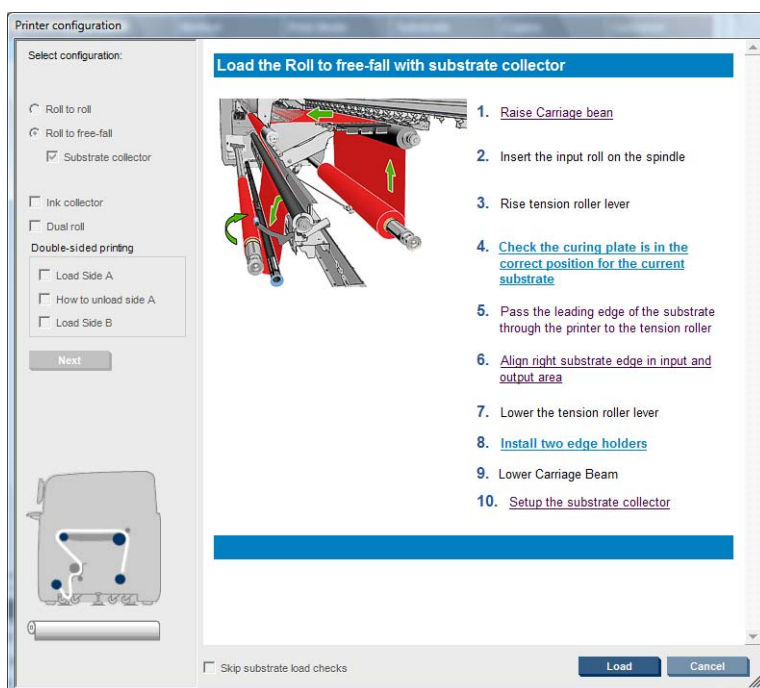 Printer configuration
Select configuration:
Roll to roll
Roll to free-fall
Substrate collector
Ink collector
Dual roll
Double-sided printing
Load Side A
How to unload side A
Load Side B
Next
Load the Roll to free-fall with substrate collector
1. Raise Carriage bean
2. Insert the input roll on the spindle
3. Rise tension roller lever
4. Check the curing plate is in the
correct position for the current
substrate
5. Pass the leading edge of the substrate
through the printer to the tension roller
6. Align right substrate edge in input and
output area
7. Lower the tension roller lever
8. Install two edge holders
9. Lower Carriage Beam
10. Setup the substrate collector
Skip substrate load checks
Load
Cancel